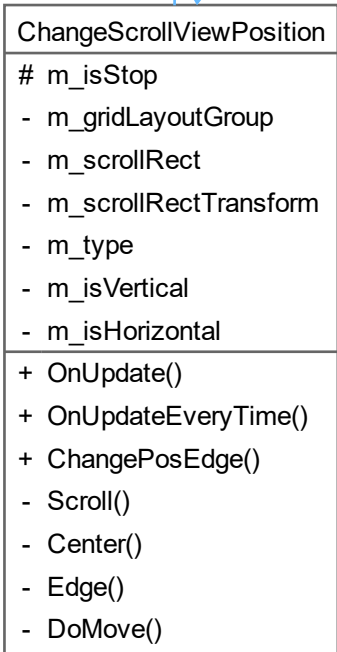 ChangeScrollViewPosition
# m_isStop
- m_gridLayoutGroup
- m_scrollRect
- m_scrollRectTransform
- m_type
- m_isVertical
- m_isHorizontal
+ OnUpdate()
+ OnUpdateEveryTime()
+ ChangePosEdge()
- Scroll()
- Center()
- Edge()
- DoMove()